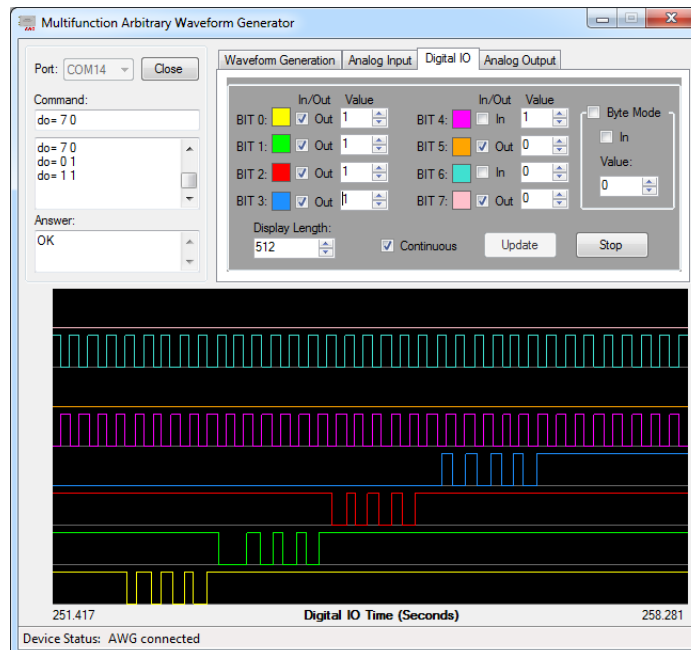 Multifunction Arbitrary Waveform Generator
Port: COM14 Close
Command:
do= 7 0
do= 7 0
do= 0 1
do= 1 1
Answer:
OK
Waveform Generation Analog Input Digital IO Analog Output
In/Out Value In/Out Value
BIT 0: Out 1 BIT 4: In 1
BIT 1: Out 1 BIT 5: Out 0
BIT 2: Out 1 BIT 6: In 0
BIT 3: Out 1 BIT 7: Out 0
Byte Mode
In
Value:
0
Display Length:
512 Continuous Update Stop
251.417 Digital IO Time (Seconds) 258.281
Device Status: AWG connected